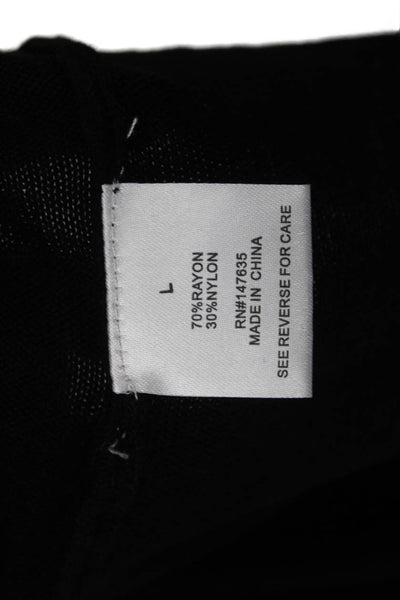 L
70%RAYON
30%NYLON
RN#147635
MADE IN CHINA
SEE REVERSE FOR CARE